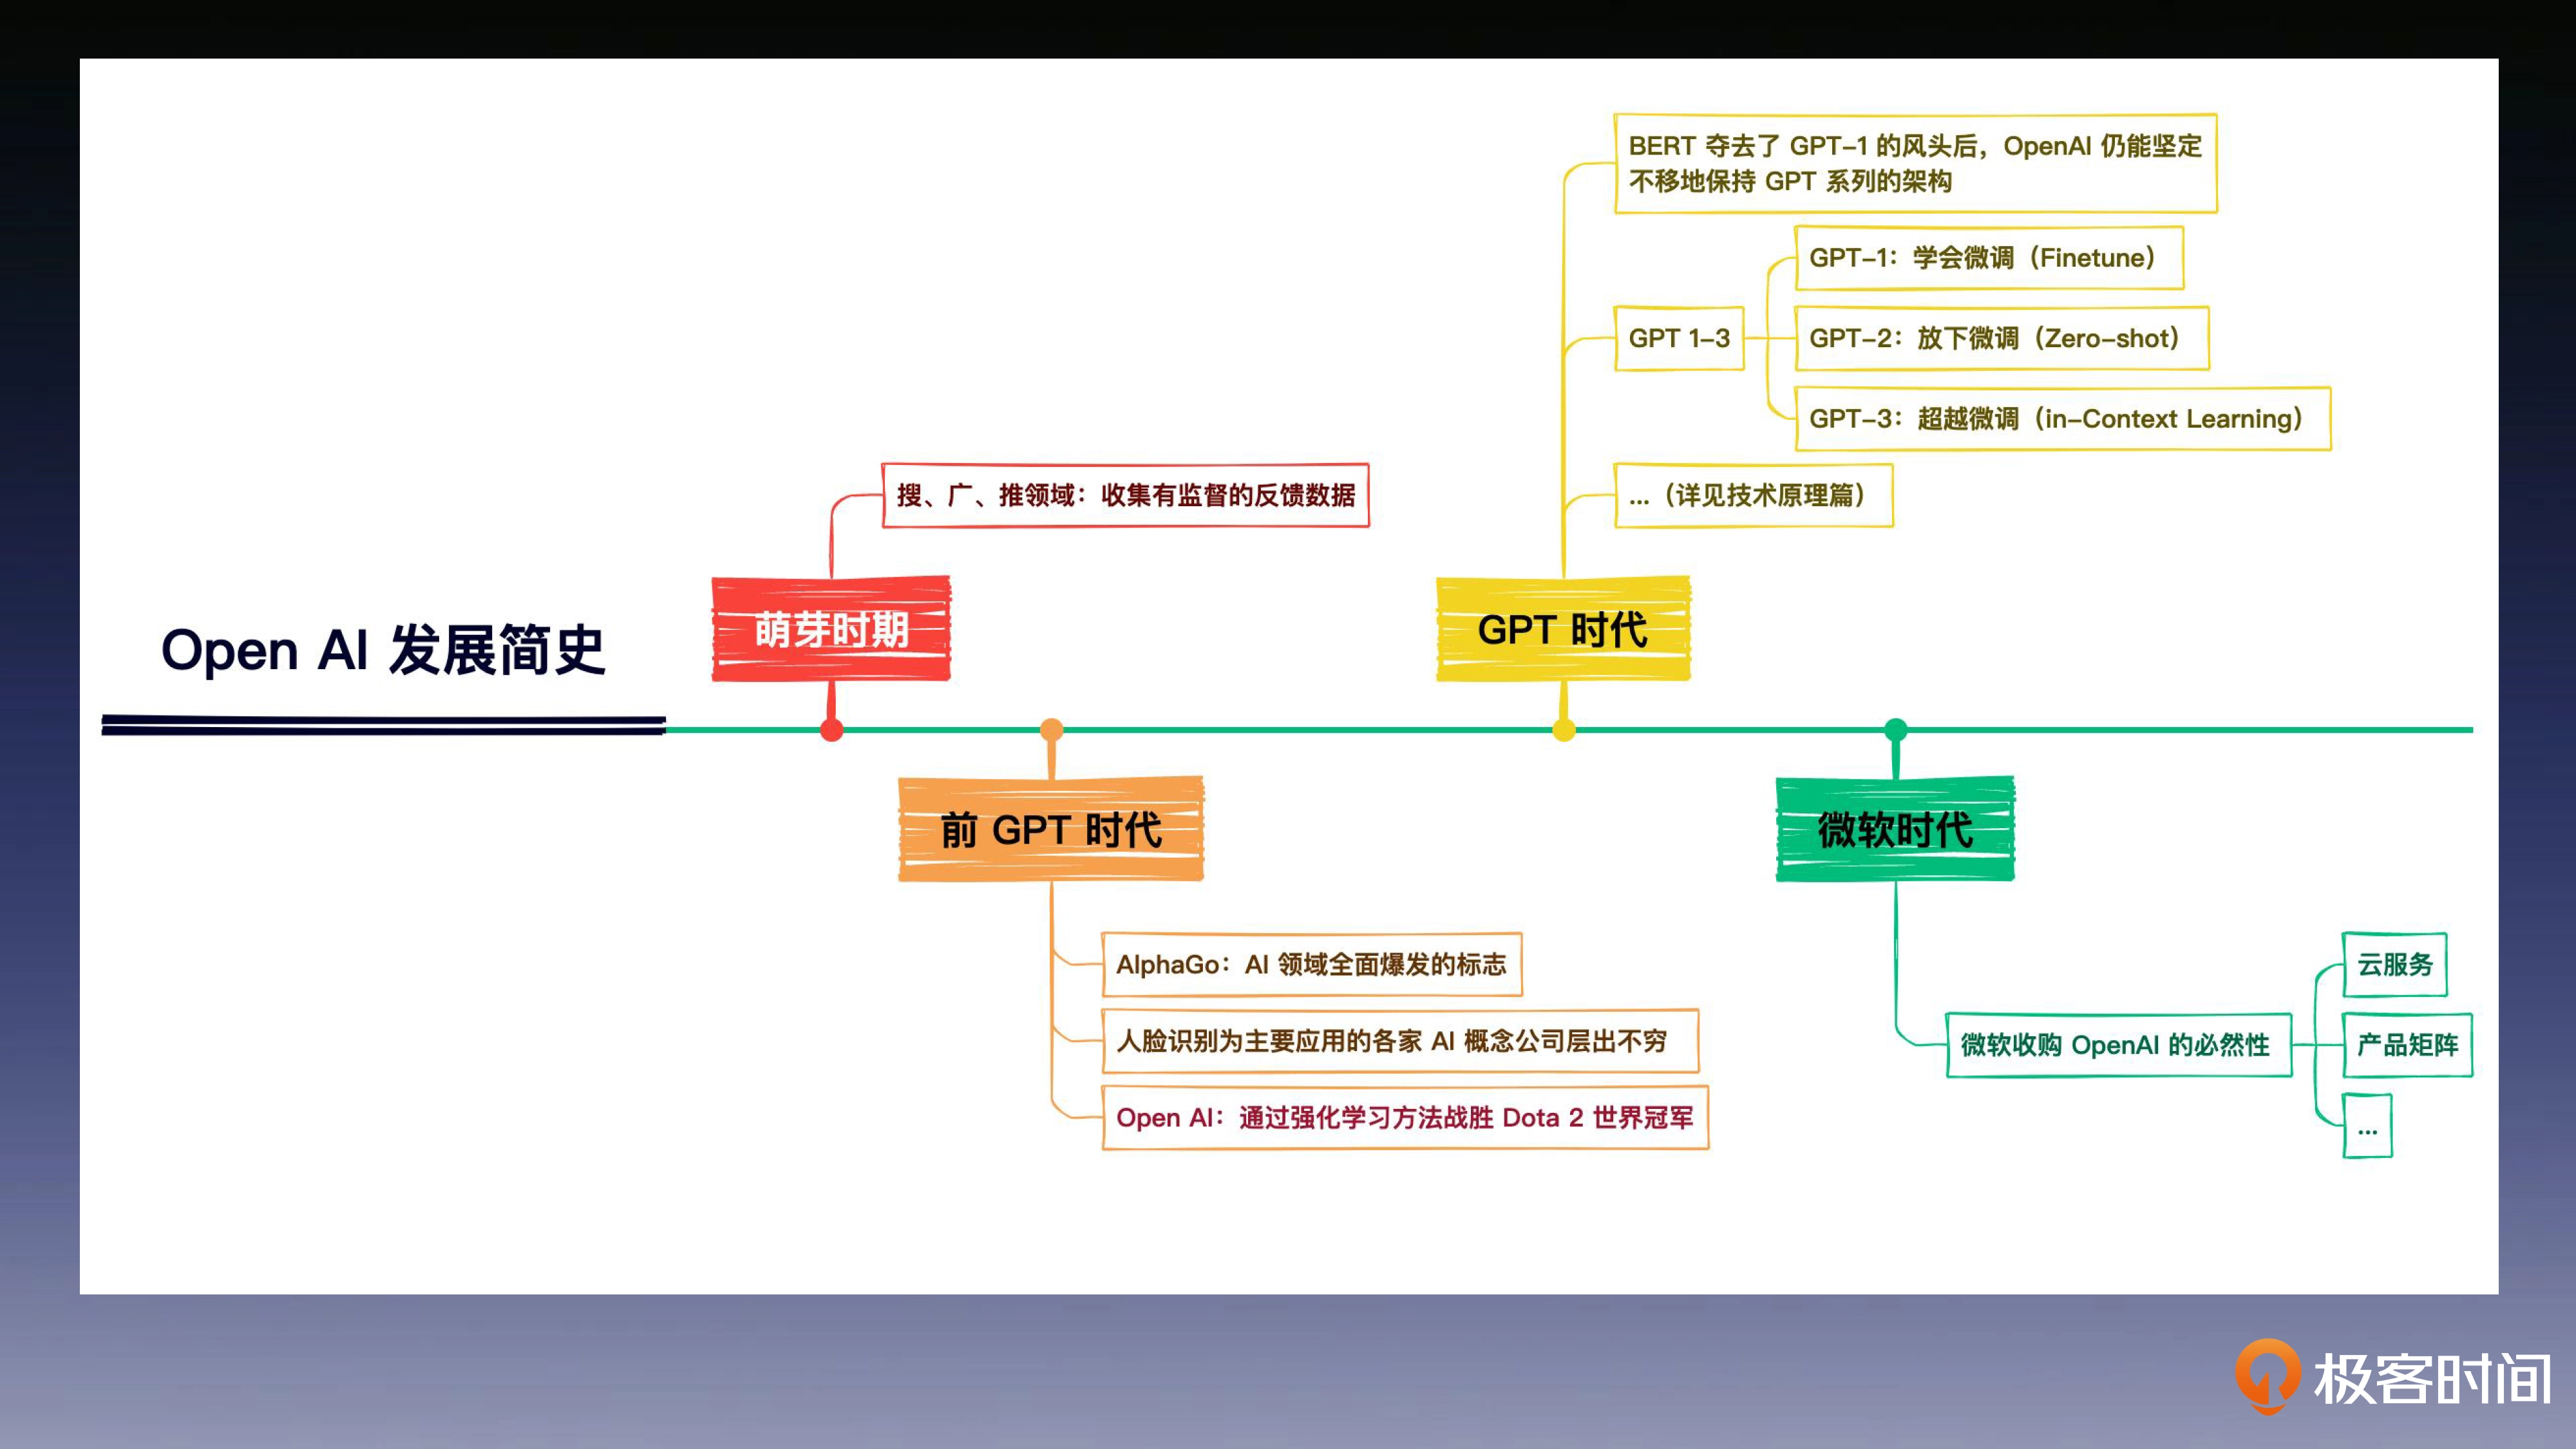 Open AI 发展简史
萌芽时期
搜、广、推领域：收集有监督的反馈数据
前 GPT 时代
AlphaGo：AI 领域全面爆发的标志
人脸识别为主要应用的各家 AI 概念公司层出不穷
Open AI：通过强化学习方法战胜 Dota 2 世界冠军
GPT 时代
BERT 夺去了 GPT-1 的风头后，OpenAI 仍能坚定
不移地保持 GPT 系列的架构
GPT 1-3
GPT-1：学会微调（Finetune）
GPT-2：放下微调（Zero-shot）
GPT-3：超越微调（in-Context Learning）
...（详见技术原理篇）
微软时代
微软收购 OpenAI 的必然性
云服务
产品矩阵
...
极客时间